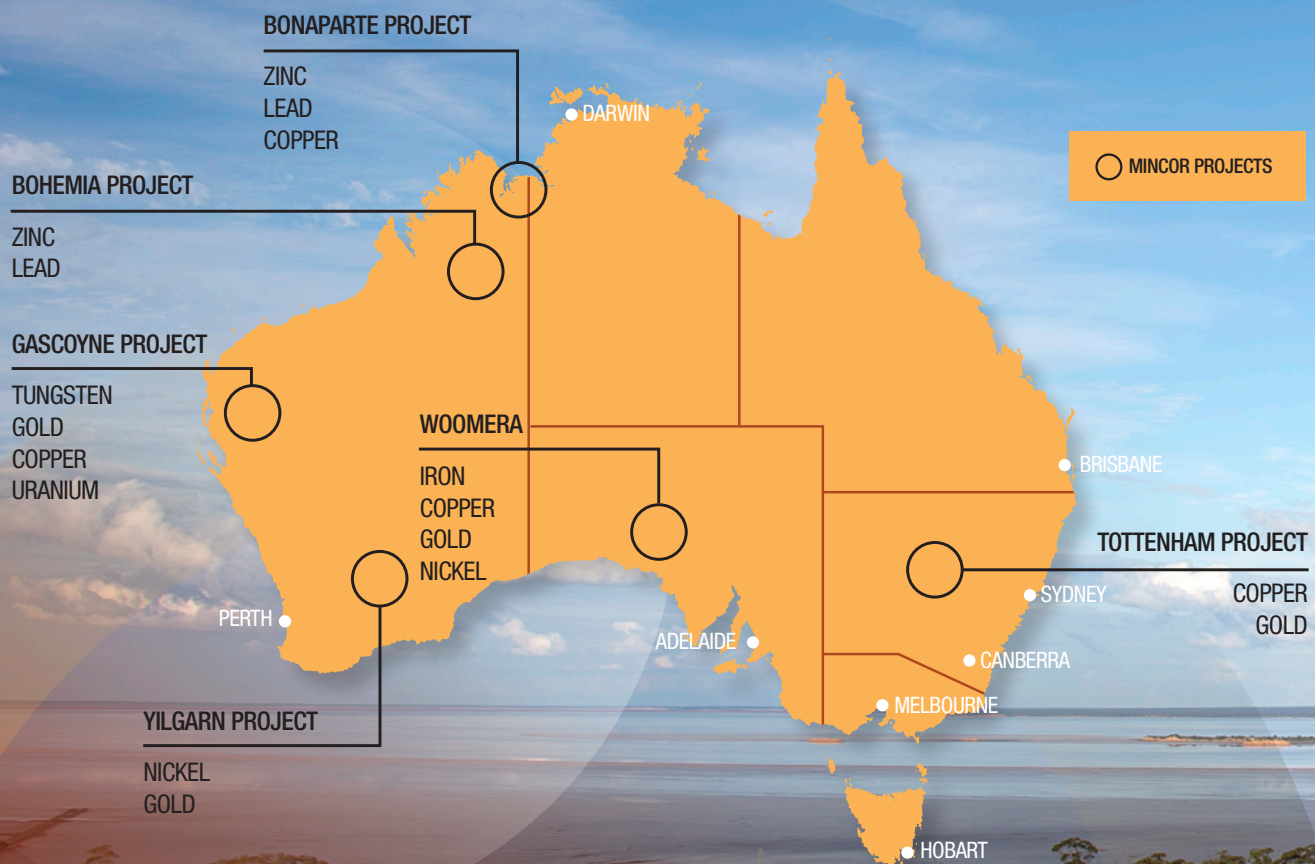 BONAPARTE PROJECT
ZINC
LEAD
COPPER
DARWIN
MINCOR PROJECTS
BOHEMIA PROJECT
ZINC
LEAD
GASCOYNE PROJECT
TUNGSTEN
GOLD
COPPER
URANIUM
WOOMERA
IRON
COPPER
GOLD
NICKEL
BRISBANE
TOTTENHAM PROJECT
COPPER
GOLD
SYDNEY
PERTH
ADELAIDE
CANBERRA
MELBOURNE
YILGARN PROJECT
NICKEL
GOLD
HOBART